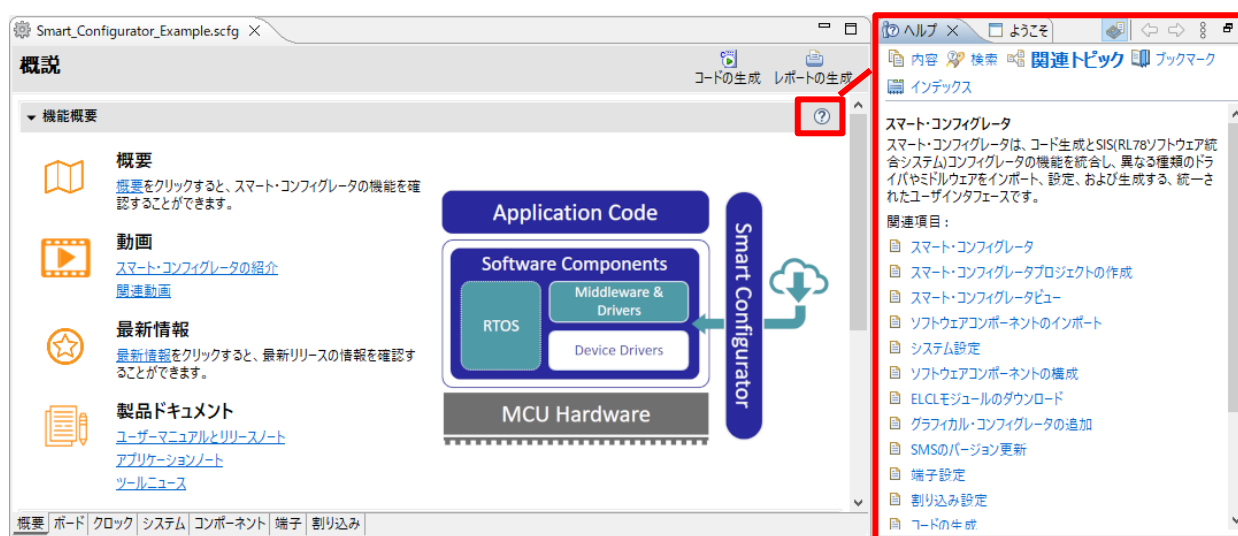 Smart_Configurator_Example.scfg
概説
コードの生成 レポートの生成
機能概要
概要
概要をクリックすると、スマート・コンフィグレータの機能を確
認することができます。
動画
スマート・コンフィグレータの紹介
関連動画
最新情報
最新情報をクリックすると、最新リリースの情報を確認す
ることができます。
製品ドキュメント
ユーザーマニュアルとリリースノート
アプリケーションノート
ツールニュース
Application Code
Software Components
RTOS
Middleware &
Drivers
Device Drivers
MCU Hardware
Smart Configurator
概要 ボード クロック システム コンポーネント 端子 割り込み
ヘルプ ようこそ
内容 検索 関連トピック ブックマーク
インデックス
スマート・コンフィグレータ
スマート・コンフィグレータは、コード生成とSIS(RL78ソフトウェア統
合システム)コンフィグレータの機能を統合し、異なる種類のドラ
イバやミドルウェアをインポート、設定、および生成する、統一さ
れたユーザインタフェースです。
関連項目:
スマート・コンフィグレータ
スマート・コンフィグレータプロジェクトの作成
スマート・コンフィグレータビュー
ソフトウェアコンポーネントのインポート
システム設定
ソフトウェアコンポーネントの構成
ELCLモジュールのダウンロード
グラフィカル・コンフィグレータの追加
SMSのバージョン更新
端子設定
割り込み設定
コードの生成